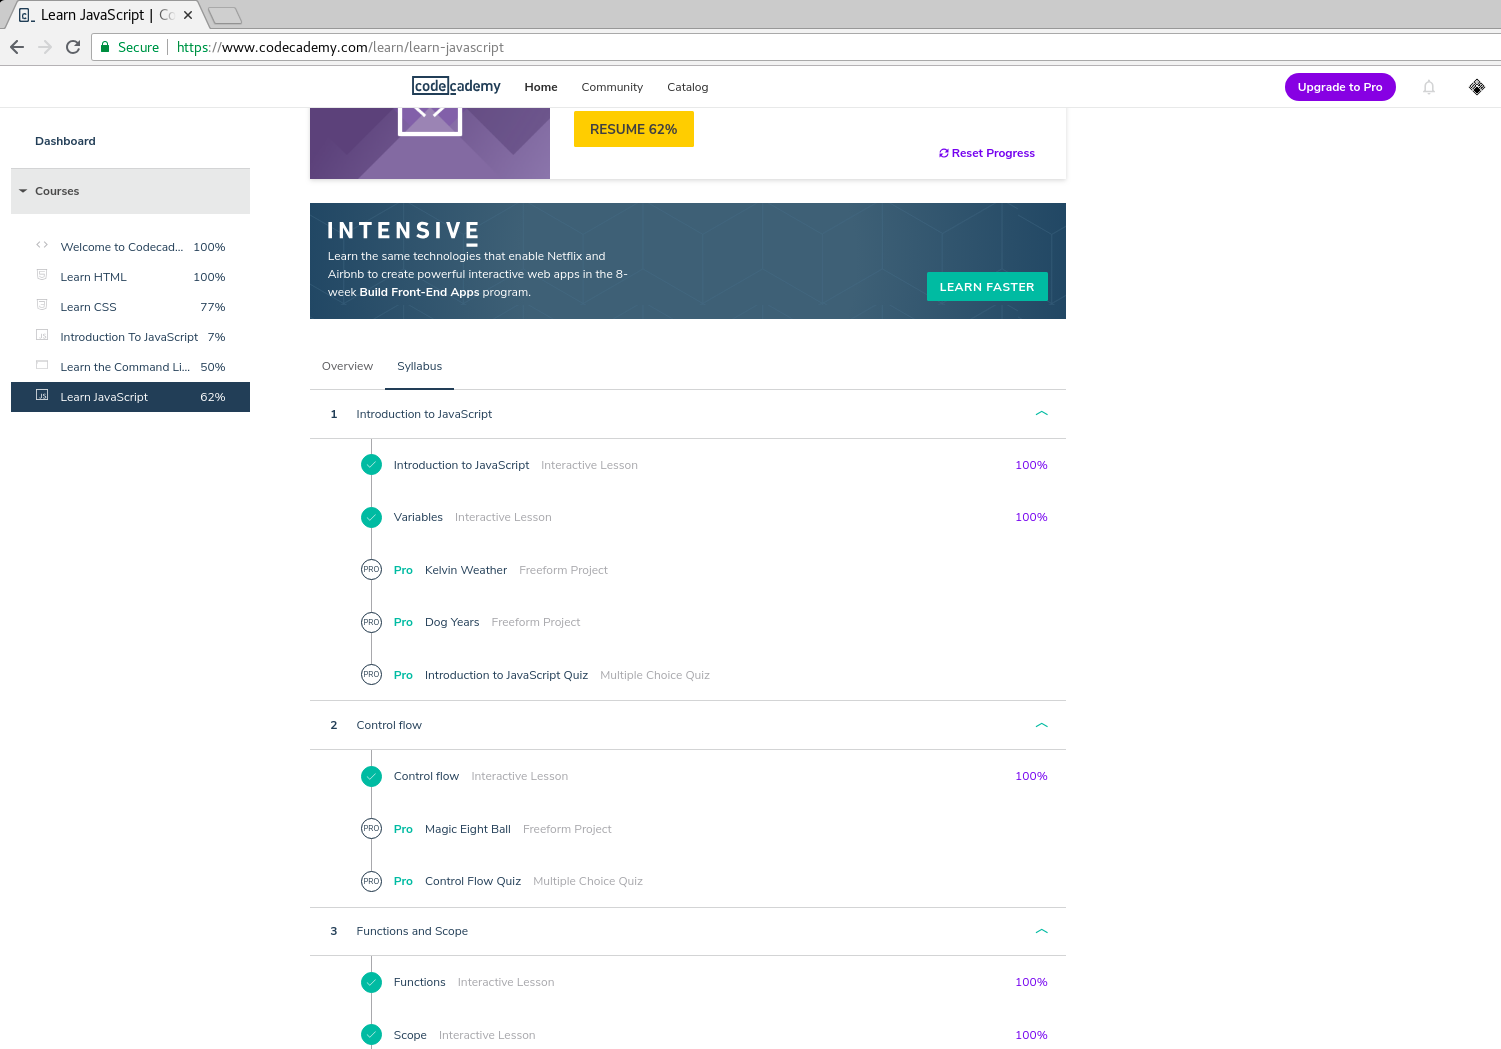 Learn JavaScript | Co
Secure https://www.codecademy.com/learn/learn-javascript
codecademy Home Community Catalog Upgrade to Pro
Dashboard
Courses
Welcome to Codecad... 100%
Learn HTML 100%
Learn CSS 77%
Introduction To JavaScript 7%
Learn the Command Li... 50%
Learn JavaScript 62%
RESUME 62%
Reset Progress
INTENSIVE
Learn the same technologies that enable Netflix and
Airbnb to create powerful interactive web apps in the 8-
week Build Front-End Apps program.
LEARN FASTER
Overview Syllabus
1 Introduction to JavaScript
Introduction to JavaScript Interactive Lesson 100%
Variables Interactive Lesson 100%
PRO Pro Kelvin Weather Freeform Project
PRO Pro Dog Years Freeform Project
PRO Pro Introduction to JavaScript Quiz Multiple Choice Quiz
2 Control flow
Control flow Interactive Lesson 100%
PRO Pro Magic Eight Ball Freeform Project
PRO Pro Control Flow Quiz Multiple Choice Quiz
3 Functions and Scope
Functions Interactive Lesson 100%
Scope Interactive Lesson 100%